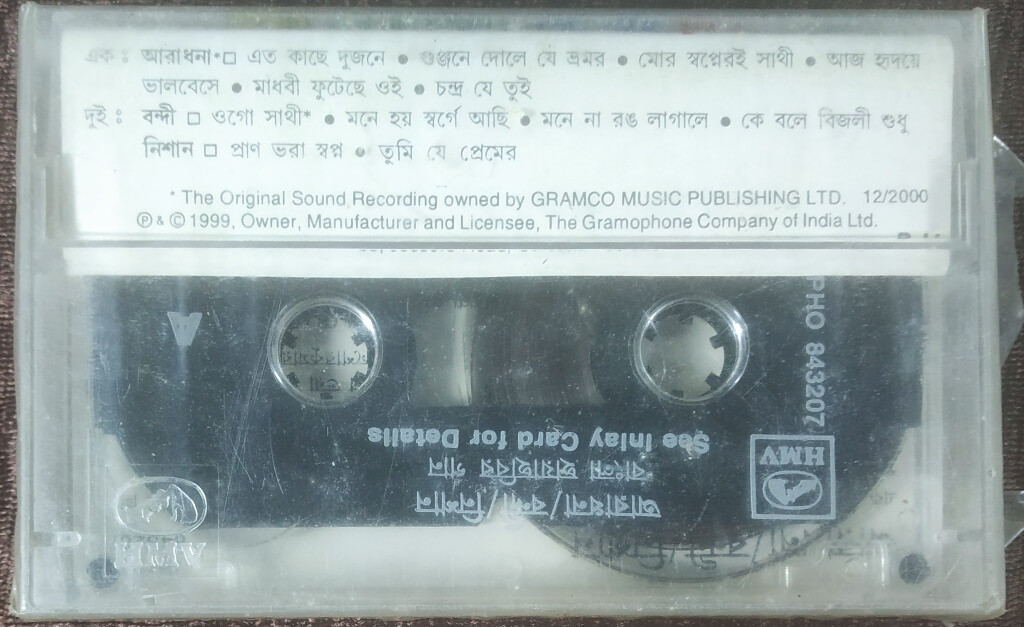 এক : আরাধনা*□ এত কাছে দুজনে ● গুঞ্জনে দোলে যে ভ্রমর ● মোর স্বপ্নেরই সাথী ● আজ হৃদয়ে
ভালবেসে ● মাধবী ফুটেছে ওই ● চন্দ্র যে তুই
দুই : বন্দী □ ওগো সাথী* ● মনে হয় স্বর্গে আছি ● মনে না রঙ লাগালে ● কে বলে বিজলী শুধু
নিশান □ প্রাণ ভরা স্বপ্ন ● তুমি যে প্রেমের
* The Original Sound Recording owned by GRAMCO MUSIC PUBLISHING LTD. 12/2000
℗ & © 1999, Owner, Manufacturer and Licensee, The Gramophone Company of India Ltd.
A
PHO 843207
See Inlay Card for Details
বাংলা ছায়াছবির গান
আরাধনা/বন্দী/নিশান
HMV